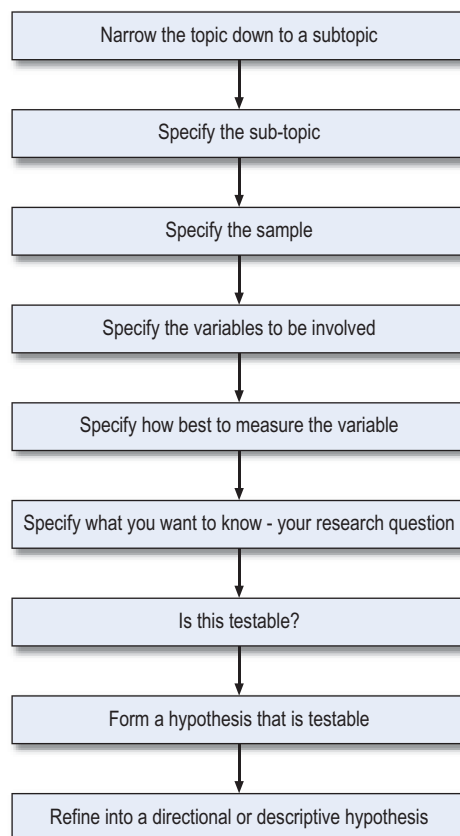 Narrow the topic down to a subtopic
Specify the sub-topic
Specify the sample
Specify the variables to be involved
Specify how best to measure the variable
Specify what you want to know - your research question
Is this testable?
Form a hypothesis that is testable
Refine into a directional or descriptive hypothesis